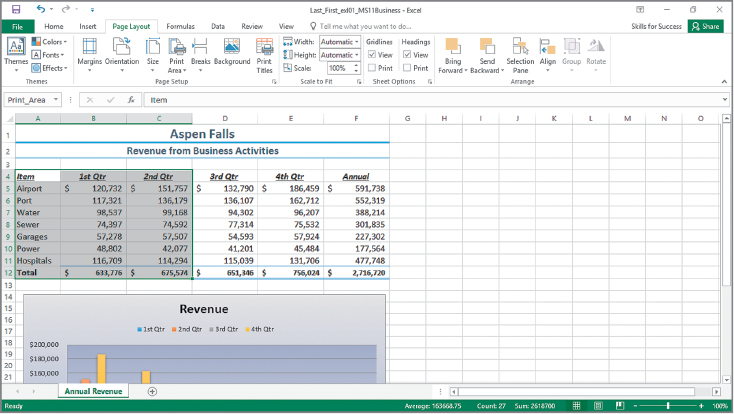 Last_First_ex01_MS11Business - Excel
File Home Insert Page Layout Formulas Data Review View Tell me what you want to do... Skills for Success Share
Colors Width: Automatic Gridlines Headings
Aa Fonts Height: Automatic View View
Themes Effects Margins Orientation Size Print Area Breaks Background Print Titles Scale: 100% Print Print Bring Forward Send Backward Selection Pane Align Group Rotate
Themes Page Setup Scale to Fit Sheet Options Arrange
Print_Area fx Item
A B C D E F G H I J K L M N O
1 Aspen Falls
2 Revenue from Business Activities
3
4 Item 1st Qtr 2nd Qtr 3rd Qtr 4th Qtr Annual
5 Airport $ 120,732 $ 151,757 $ 132,790 $ 186,459 $ 591,738
6 Port 117,321 136,179 136,107 162,712 552,319
7 Water 98,537 99,168 94,302 96,207 388,214
8 Sewer 74,397 74,592 77,314 75,532 301,835
9 Garages 57,278 57,507 54,593 57,924 227,302
10 Power 48,802 42,077 41,201 45,484 177,564
11 Hospitals 116,709 114,294 115,039 131,706 477,748
12 Total $ 633,776 $ 675,574 $ 651,346 $ 756,024 $ 2,716,720
13
14
15 Revenue
16
17 1st Qtr 2nd Qtr 3rd Qtr 4th Qtr
18 $200,000
19 $180,000
20
21 $160,000
Annual Revenue
Ready Average: 163668.75 Count: 27 Sum: 2618700 100%